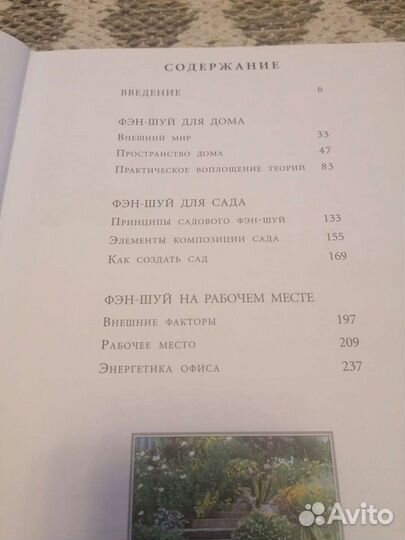 СОДЕРЖАНИЕ
ВВЕДЕНИЕ 6
ФЭН-ШУЙ ДЛЯ ДОМА
ВНЕШНИЙ МИР 33
ПРОСТРАНСТВО ДОМА 47
ПРАКТИЧЕСКОЕ ВОПЛОЩЕНИЕ ТЕОРИЙ 83
ФЭН-ШУЙ ДЛЯ САДА
ПРИНЦИПЫ САДОВОГО ФЭН-ШУЙ 133
ЭЛЕМЕНТЫ КОМПОЗИЦИИ САДА 155
КАК СОЗДАТЬ САД 169
ФЭН-ШУЙ НА РАБОЧЕМ МЕСТЕ
ВНЕШНИЕ ФАКТОРЫ 197
РАБОЧЕЕ МЕСТО 209
ЭНЕРГЕТИКА ОФИСА 237
Avito